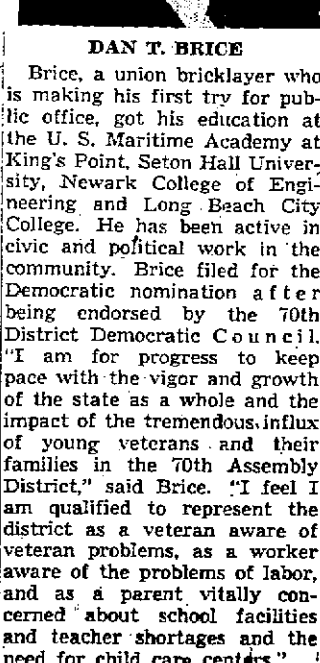 DAN T. BRICE
Brice, a union bricklayer who
is making his first try for pub-
lic office, got his education at
the U. S. Maritime Academy at
King's Point, Seton Hall Univer-
sity, Newark College of Engi-
neering and Long Beach City
College. He has been active in
civic and political work in the
community. Brice filed for the
Democratic nomination after
being endorsed by the 70th
District Democratic Council.
"I am for progress to keep
pace with the vigor and growth
of the state as a whole and the
impact of the tremendous influx
of young veterans and their
families in the 70th Assembly
District," said Brice. "I feel I
am qualified to represent the
district as a veteran aware of
veteran problems, as a worker
aware of the problems of labor,
and as a parent vitally con-
cerned about school facilities
and teacher shortages and the
need for child care centers."